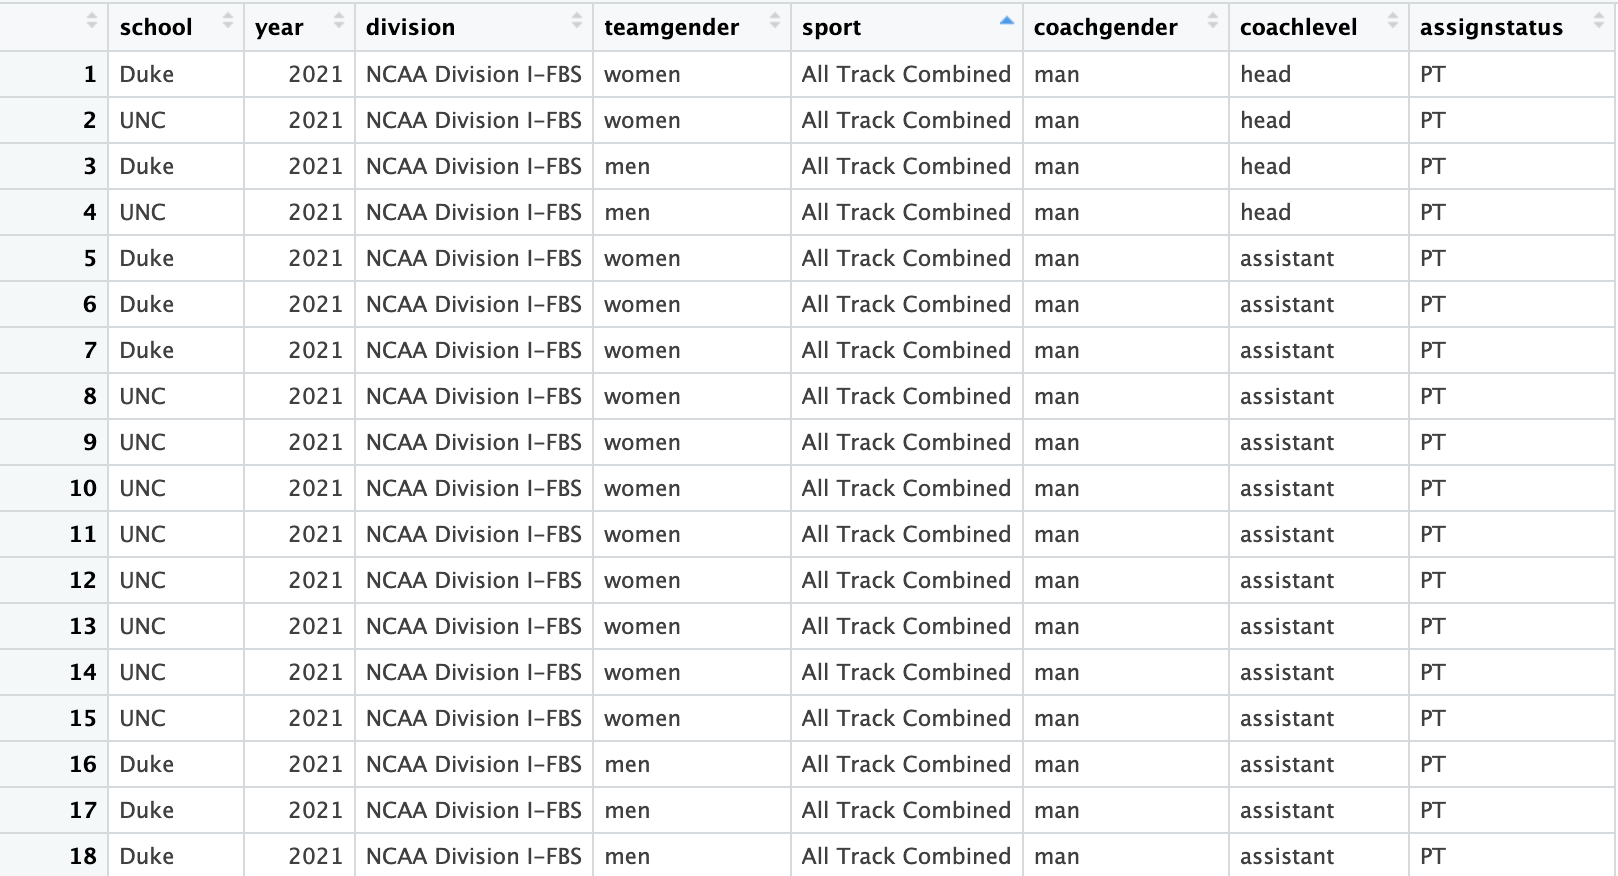 school year division teamgender sport coachgender coachlevel assignstatus
1 Duke 2021 NCAA Division I-FBS women All Track Combined man head PT
2 UNC 2021 NCAA Division I-FBS women All Track Combined man head PT
3 Duke 2021 NCAA Division I-FBS men All Track Combined man head PT
4 UNC 2021 NCAA Division I-FBS men All Track Combined man head PT
5 Duke 2021 NCAA Division I-FBS women All Track Combined man assistant PT
6 Duke 2021 NCAA Division I-FBS women All Track Combined man assistant PT
7 Duke 2021 NCAA Division I-FBS women All Track Combined man assistant PT
8 UNC 2021 NCAA Division I-FBS women All Track Combined man assistant PT
9 UNC 2021 NCAA Division I-FBS women All Track Combined man assistant PT
10 UNC 2021 NCAA Division I-FBS women All Track Combined man assistant PT
11 UNC 2021 NCAA Division I-FBS women All Track Combined man assistant PT
12 UNC 2021 NCAA Division I-FBS women All Track Combined man assistant PT
13 UNC 2021 NCAA Division I-FBS women All Track Combined man assistant PT
14 UNC 2021 NCAA Division I-FBS women All Track Combined man assistant PT
15 UNC 2021 NCAA Division I-FBS women All Track Combined man assistant PT
16 Duke 2021 NCAA Division I-FBS men All Track Combined man assistant PT
17 Duke 2021 NCAA Division I-FBS men All Track Combined man assistant PT
18 Duke 2021 NCAA Division I-FBS men All Track Combined man assistant PT